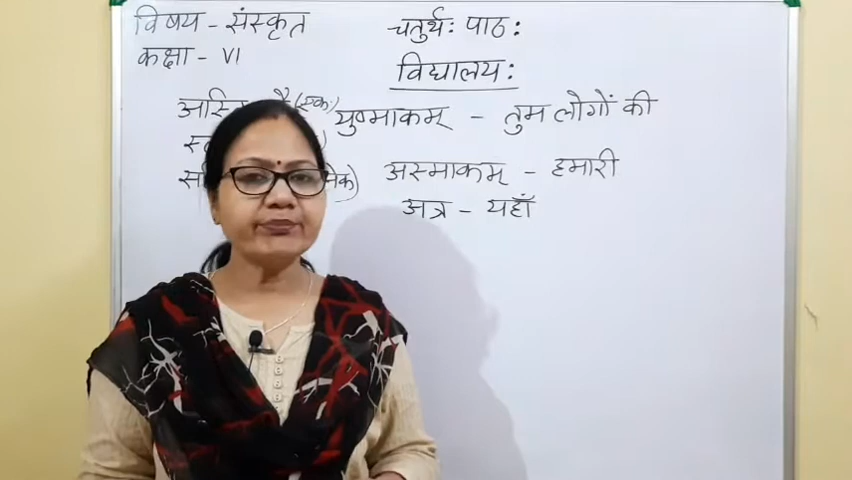 विषय - संस्कृत
चतुर्थः पाठः
कक्षा - VI
विद्यालयः
युष्माकम् - तुम लोगों की
अस्माकम् - हमारी
अत्र - यहाँ